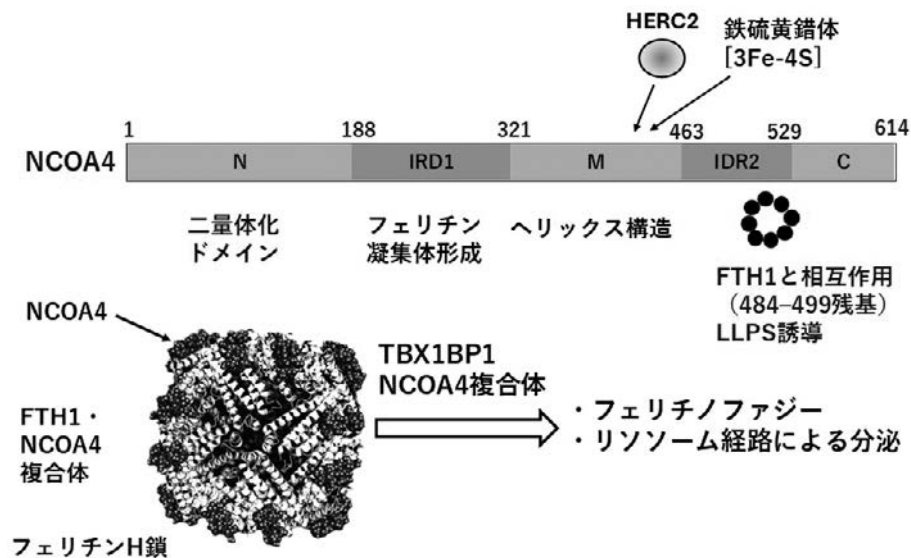 HERC2
鉄硫黄錯体
[3Fe-4S]
1 188 321 463 529 614
NCOA4 N IRD1 M IDR2 C
二量体化
ドメイン
フェリチン
凝集体形成
ヘリックス構造
FTH1と相互作用
（484–499残基）
LLPS誘導
NCOA4
FTH1・
NCOA4
複合体
フェリチンH鎖
TBX1BP1
NCOA4複合体
・フェリチノファジー
・リソソーム経路による分泌